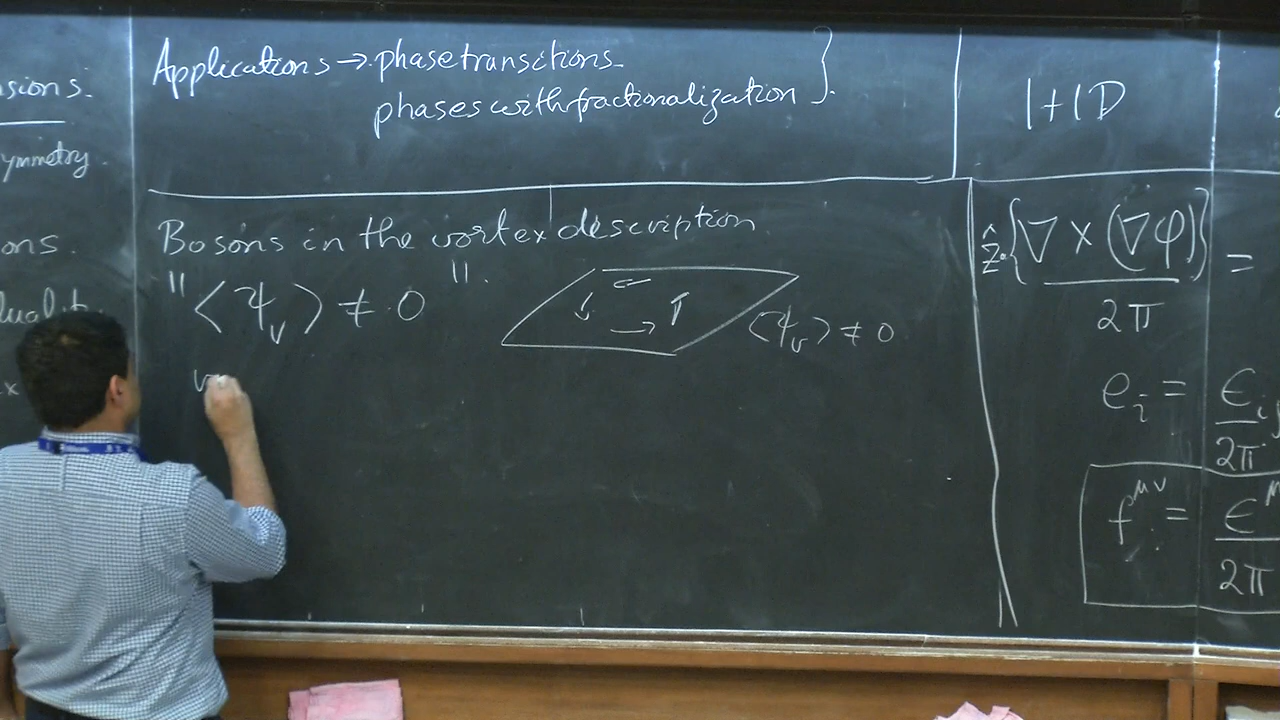 Applications → phase transitions
phases with fractionalization }.
Bosons in the vortex description
"⟨Ψ_v⟩ ≠ 0".
⟨Ψ_v⟩ ≠ 0
1+1D
ẑ·{∇ × (∇φ)} =
2π
e_i = ϵ_ij
2π
f^μν = ϵ^μ
2π
sions.
ymmetry.
ons.